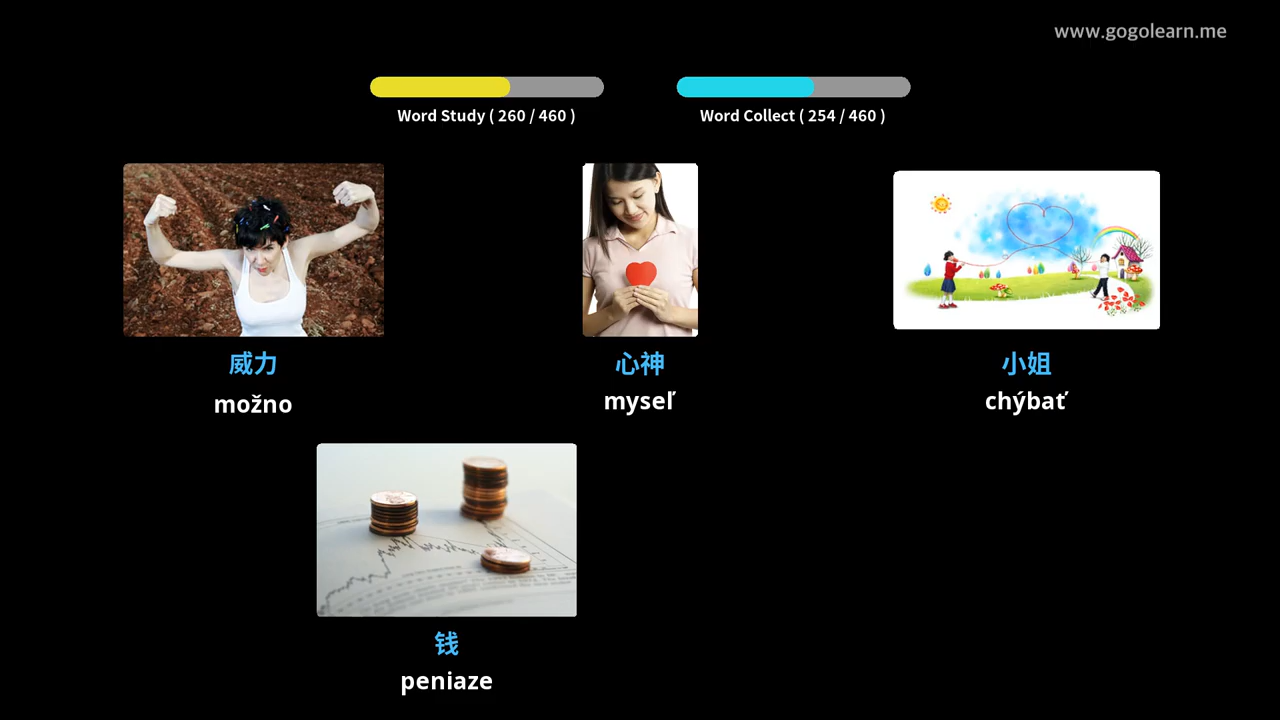 www.gogolearn.me
Word Study ( 260 / 460 )
Word Collect ( 254 / 460 )
威力
možno
心神
myseľ
小姐
chýbať
钱
peniaze